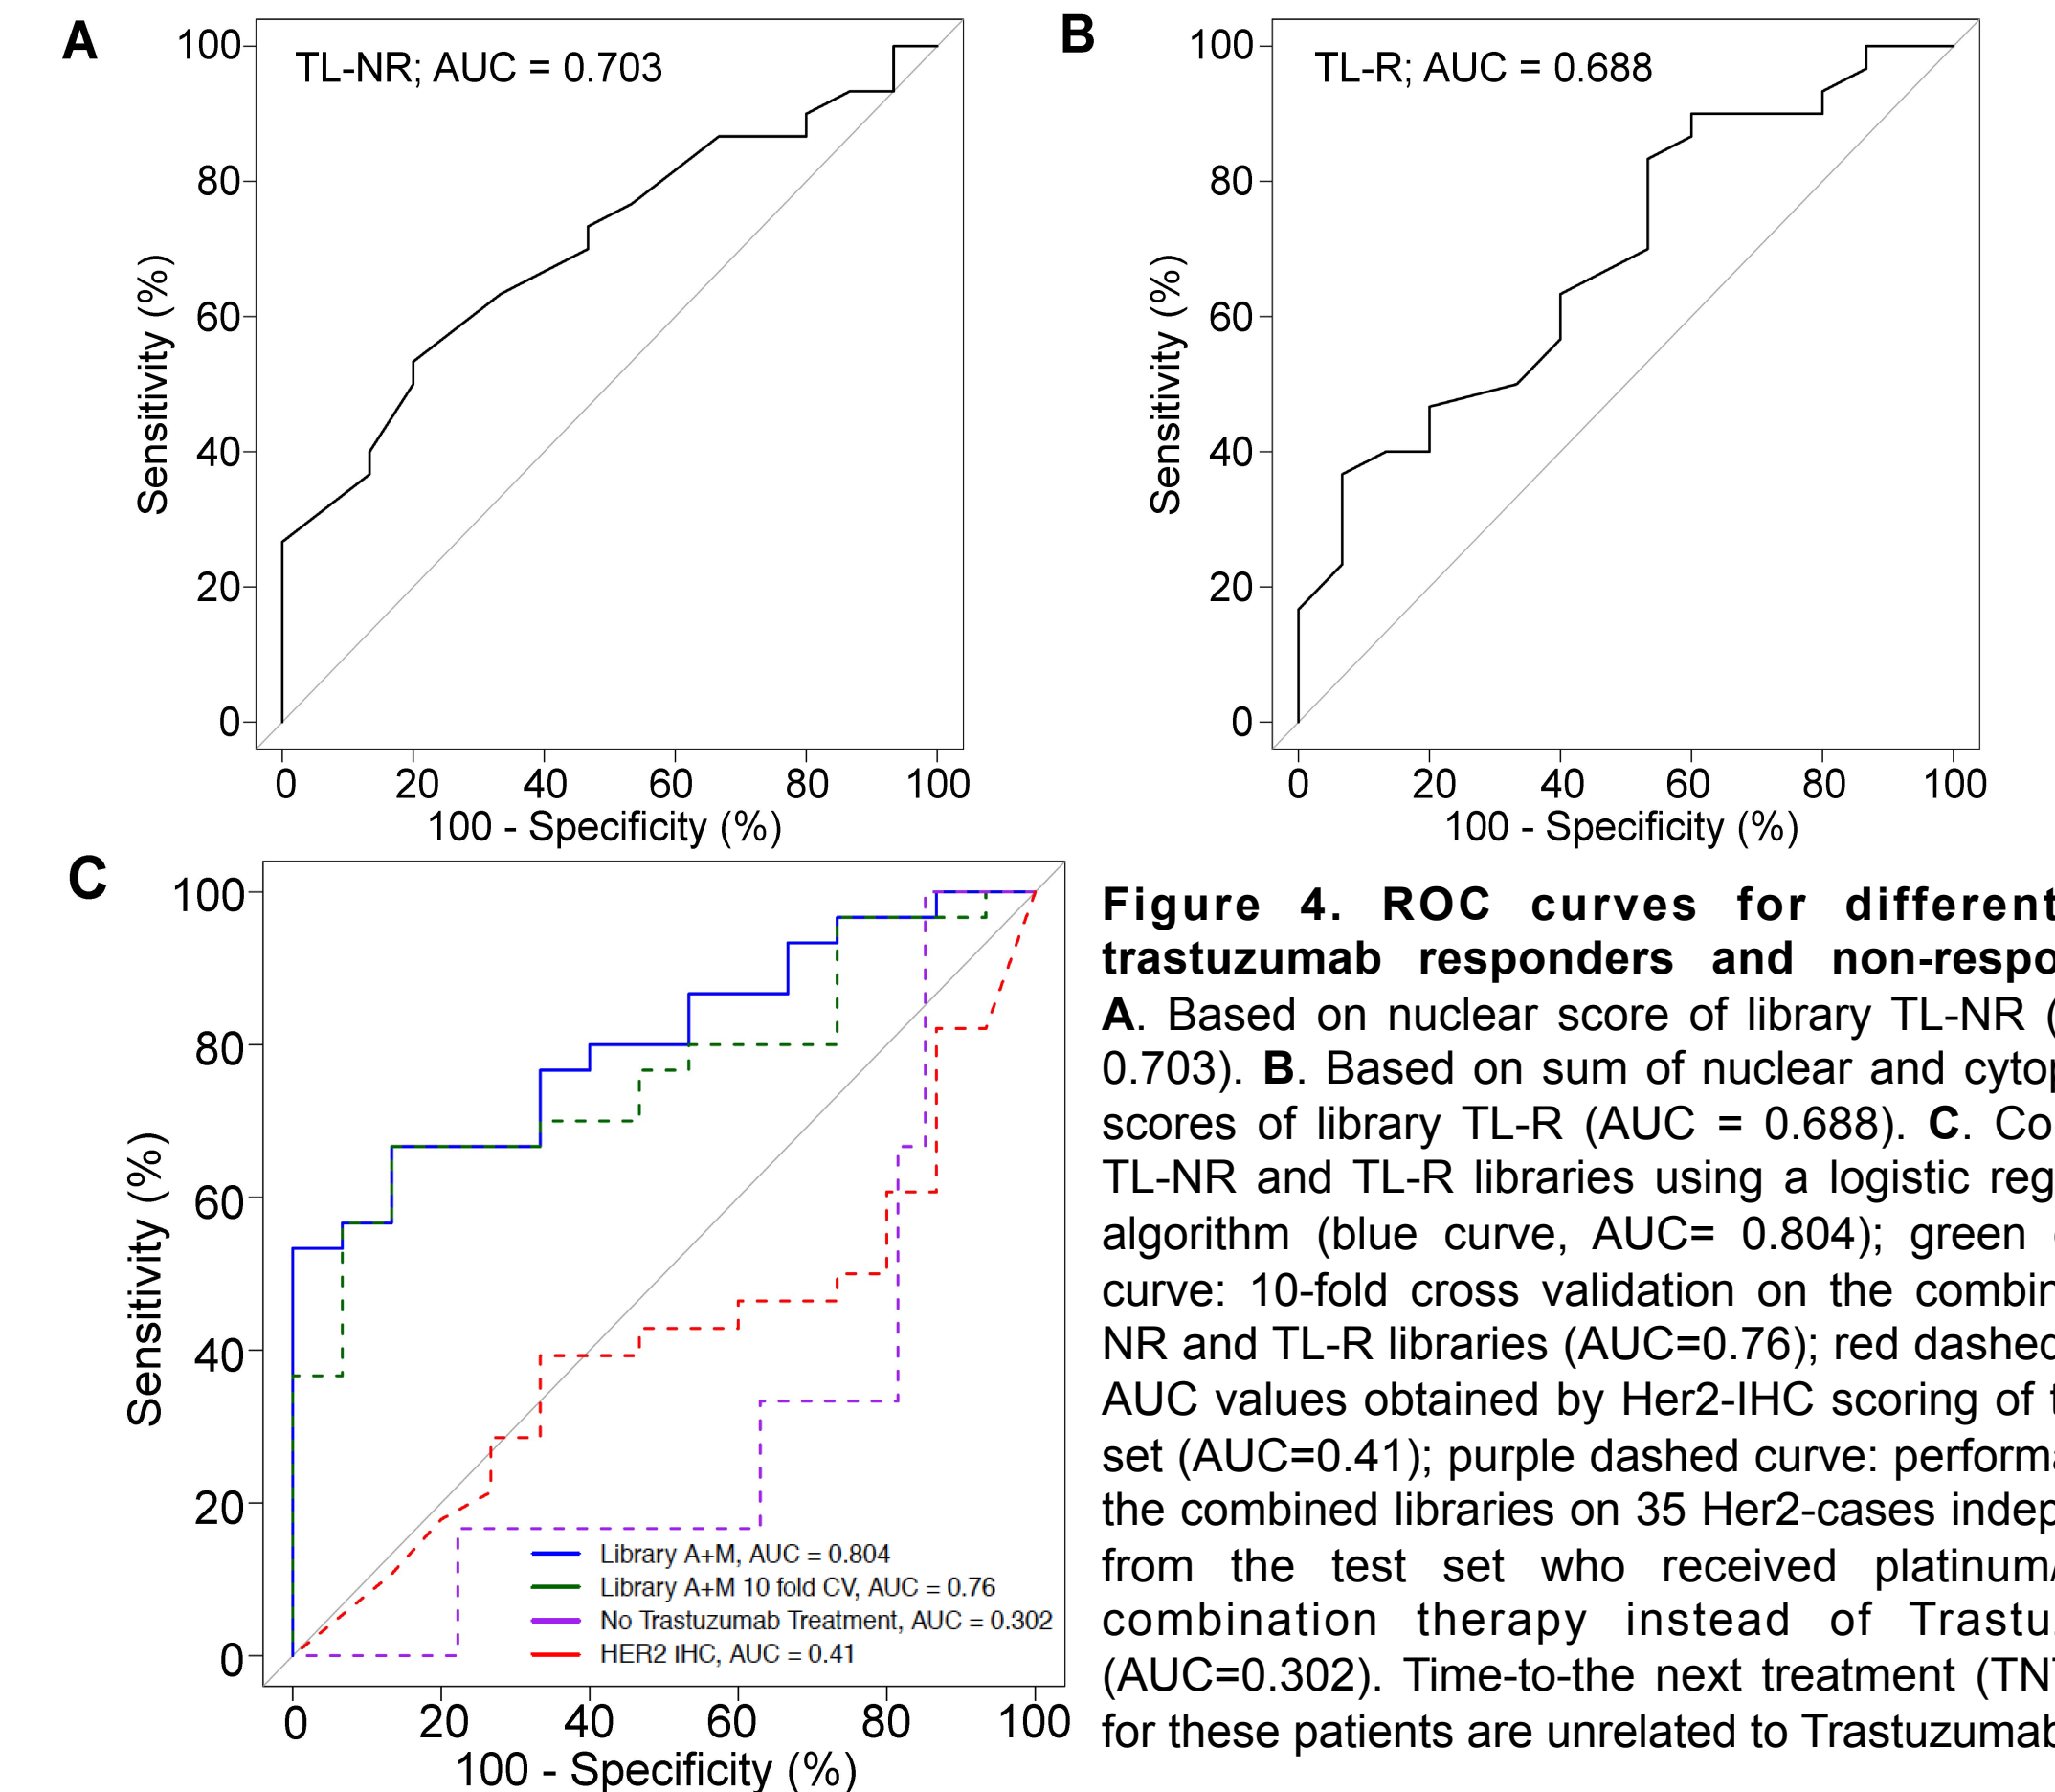 A
TL-NR; AUC = 0.703
100
80
60
40
20
0
Sensitivity (%)
0 20 40 60 80 100
100 - Specificity (%)
B
TL-R; AUC = 0.688
100
80
60
40
20
0
Sensitivity (%)
0 20 40 60 80 100
100 - Specificity (%)
C
100
80
60
40
20
0
Sensitivity (%)
Library A+M, AUC = 0.804
Library A+M 10 fold CV, AUC = 0.76
No Trastuzumab Treatment, AUC = 0.302
HER2 IHC, AUC = 0.41
0 20 40 60 80 100
100 - Specificity (%)
Figure 4. ROC curves for different
trastuzumab responders and non-respo
A. Based on nuclear score of library TL-NR (
0.703). B. Based on sum of nuclear and cytop
scores of library TL-R (AUC = 0.688). C. Co
TL-NR and TL-R libraries using a logistic reg
algorithm (blue curve, AUC= 0.804); green
curve: 10-fold cross validation on the combin
NR and TL-R libraries (AUC=0.76); red dashed
AUC values obtained by Her2-IHC scoring of t
set (AUC=0.41); purple dashed curve: performa
the combined libraries on 35 Her2-cases indep
from the test set who received platinum/
combination therapy instead of Trastuz
(AUC=0.302). Time-to-the next treatment (TNT
for these patients are unrelated to Trastuzumab